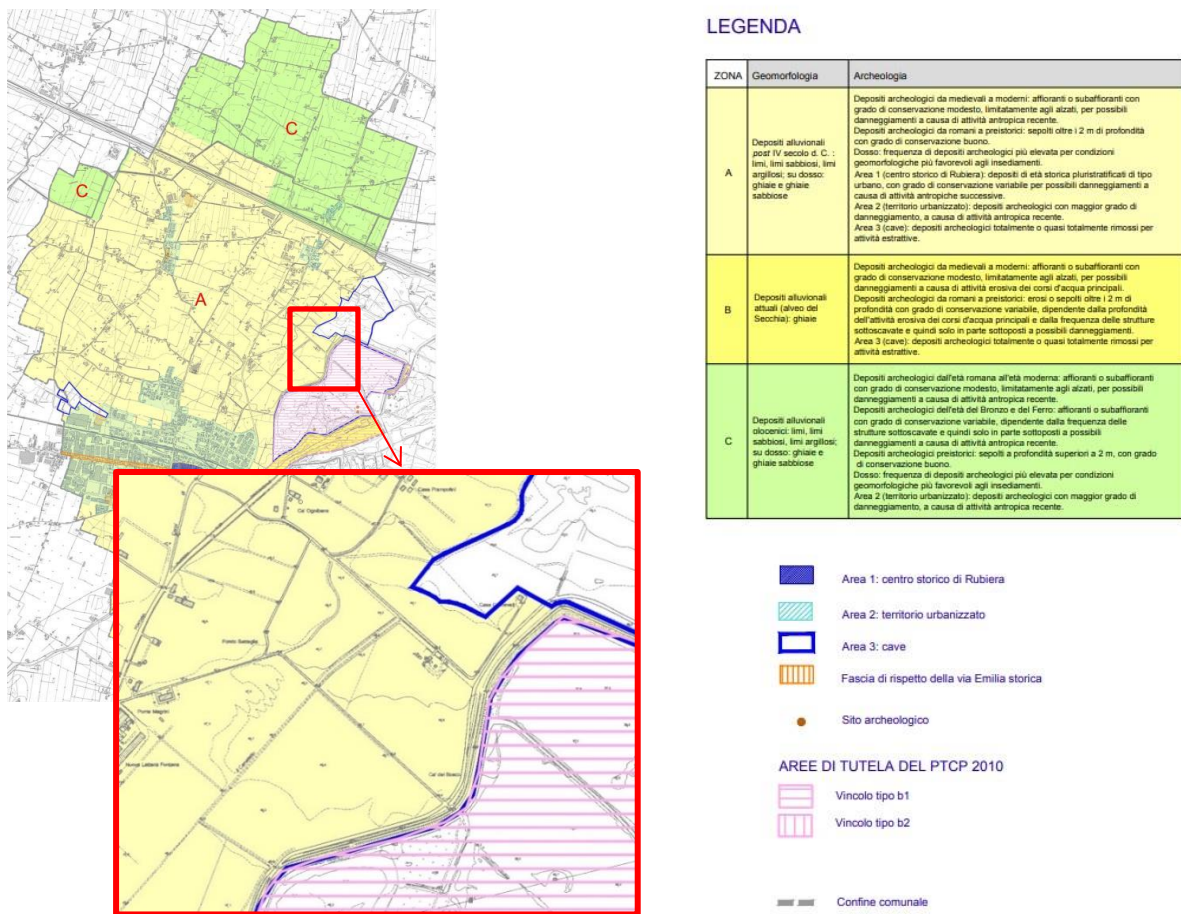 C
C
A
Case Pampolini
Ca' Ognibene
Fondo Battaglia
Ponte Magrini
Nuova Latteria Fontana
Ca' del Bosco
LEGENDA
ZONA Geomorfologia Archeologia
A
Depositi alluvionali
post IV secolo d. C. :
limi, limi sabbiosi, limi
argillosi; su dosso:
ghiaie e ghiaie
sabbiose
Depositi archeologici da medievali a moderni: affioranti o subaffioranti con
grado di conservazione modesto, limitatamente agli alzati, per possibili
danneggiamenti a causa di attività antropica recente.
Depositi archeologici da romani a preistorici: sepolti oltre i 2 m di profondità
con grado di conservazione buono.
Dosso: frequenza di depositi archeologici più elevata per condizioni
geomorfologiche più favorevoli agli insediamenti.
Area 1 (centro storico di Rubiera): depositi di età storica pluristratificati di tipo
urbano, con grado di conservazione variabile per possibili danneggiamenti a
causa di attività antropiche successive.
Area 2 (territorio urbanizzato): depositi archeologici con maggior grado di
danneggiamento, a causa di attività antropica recente.
Area 3 (cave): depositi archeologici totalmente o quasi totalmente rimossi per
attività estrattive.
B
Depositi alluvionali
attuali (alveo del
Secchia): ghiaie
Depositi archeologici da medievali a moderni: affioranti o subaffioranti con
grado di conservazione modesto, limitatamente agli alzati, per possibili
danneggiamenti a causa di attività erosiva dei corsi d'acqua principali.
Depositi archeologici da romani a preistorici: erosi o sepolti oltre i 2 m di
profondità con grado di conservazione variabile, dipendente dalla profondità
dell'attività erosiva dei corsi d'acqua principali e dalla frequenza delle strutture
sottoscavate e quindi solo in parte sottoposti a possibili danneggiamenti.
Area 3 (cave): depositi archeologici totalmente o quasi totalmente rimossi per
attività estrattive.
C
Depositi alluvionali
olocenici: limi, limi
sabbiosi, limi argillosi;
su dosso: ghiaie e
ghiaie sabbiose
Depositi archeologici dall'età romana all'età moderna: affioranti o subaffioranti
con grado di conservazione modesto, limitatamente agli alzati, per possibili
danneggiamenti a causa di attività antropica recente.
Depositi archeologici dell'età del Bronzo e del Ferro: affioranti o subaffioranti
con grado di conservazione variabile, dipendente dalla frequenza delle
strutture sottoscavate e quindi solo in parte sottoposti a possibili
danneggiamenti a causa di attività antropica recente.
Depositi preistorici: sepolti a profondità superiori a 2 m, con grado
di conservazione buono.
Dosso: frequenza di depositi archeologici più elevata per condizioni
geomorfologiche più favorevoli agli insediamenti.
Area 2 (territorio urbanizzato): depositi archeologici con maggior grado di
danneggiamento, a causa di attività antropica recente.
Area 1: centro storico di Rubiera
Area 2: territorio urbanizzato
Area 3: cave
Fascia di rispetto della via Emilia storica
Sito archeologico
AREE DI TUTELA DEL PTCP 2010
Vincolo tipo b1
Vincolo tipo b2
Confine comunale